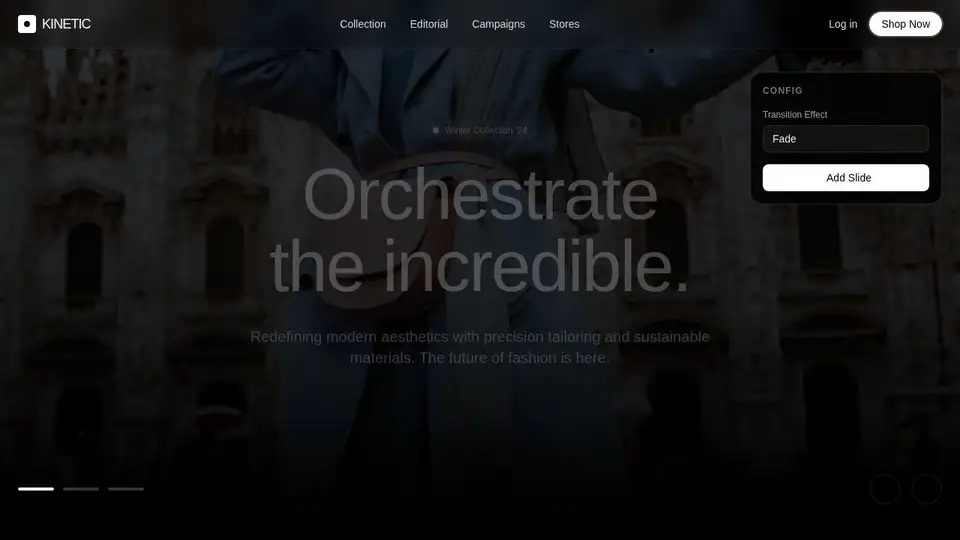 KINETIC
Collection
Editorial
Campaigns
Stores
Log in
Shop Now
CONFIG
Transition Effect
Fade
Add Slide
Winter Collection '24
Orchestrate
the incredible.
Redefining modern aesthetics with precision tailoring and sustainable
materials. The future of fashion is here.